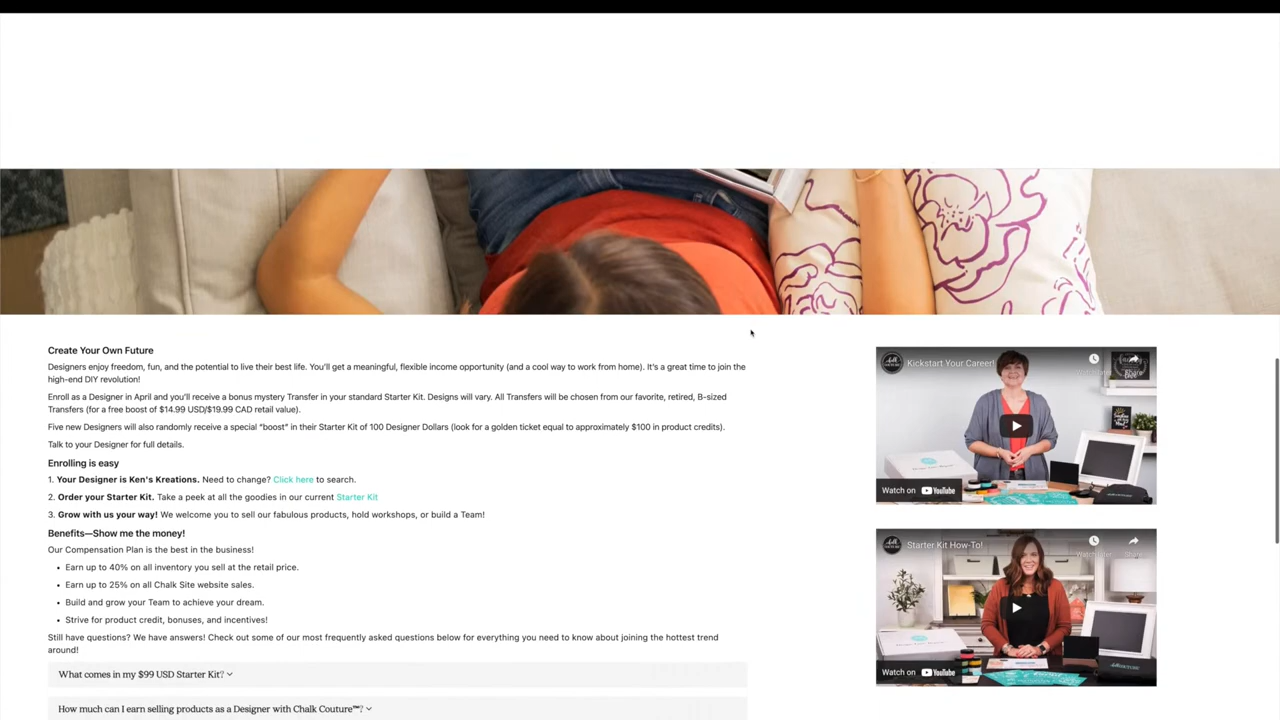 Create Your Own Future
Designers enjoy freedom, fun, and the potential to live their best life. You'll get a meaningful, flexible income opportunity (and a cool way to work from home). It's a great time to join the
high-end DIY revolution!
Enroll as a Designer in April and you'll receive a bonus mystery Transfer in your standard Starter Kit. Designs will vary. All Transfers will be chosen from our favorite, retired, B-sized
Transfers (for a free boost of $14.99 USD/$19.99 CAD retail value).
Five new Designers will also randomly receive a special “boost” in their Starter Kit of 100 Designer Dollars (look for a golden ticket equal to approximately $100 in product credits).
Talk to your Designer for full details.
Enrolling is easy
1. Your Designer is Ken's Kreations. Need to change? Click here to search.
2. Order your Starter Kit. Take a peek at all the goodies in our current Starter Kit
3. Grow with us your way! We welcome you to sell our fabulous products, hold workshops, or build a Team!
Benefits—Show me the money!
Our Compensation Plan is the best in the business!
• Earn up to 40% on all inventory you sell at the retail price.
• Earn up to 25% on all Chalk Site website sales.
• Build and grow your Team to achieve your dream.
• Strive for product credit, bonuses, and incentives!
Still have questions? We have answers! Check out some of our most frequently asked questions below for everything you need to know about joining the hottest trend
around!
What comes in my $99 USD Starter Kit?
How much can I earn selling products as a Designer with Chalk Couture™?
Kickstart Your Career!
Watch later
Share
Watch on YouTube
Starter Kit How-To!
Watch later
Share
Watch on YouTube